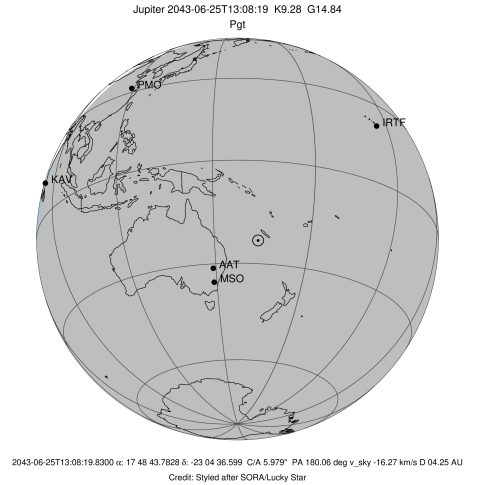 Jupiter 2043-06-25T13:08:19  K9.28  G14.84
Pgt
PMO
IRTF
KAV
AAT
MSO
2043-06-25T13:08:19.8300 α: 17 48 43.7828 δ: -23 04 36.599  C/A 5.979"  PA 180.06 deg v_sky -16.27 km/s D 04.25 AU
Credit: Styled after SORA/Lucky Star